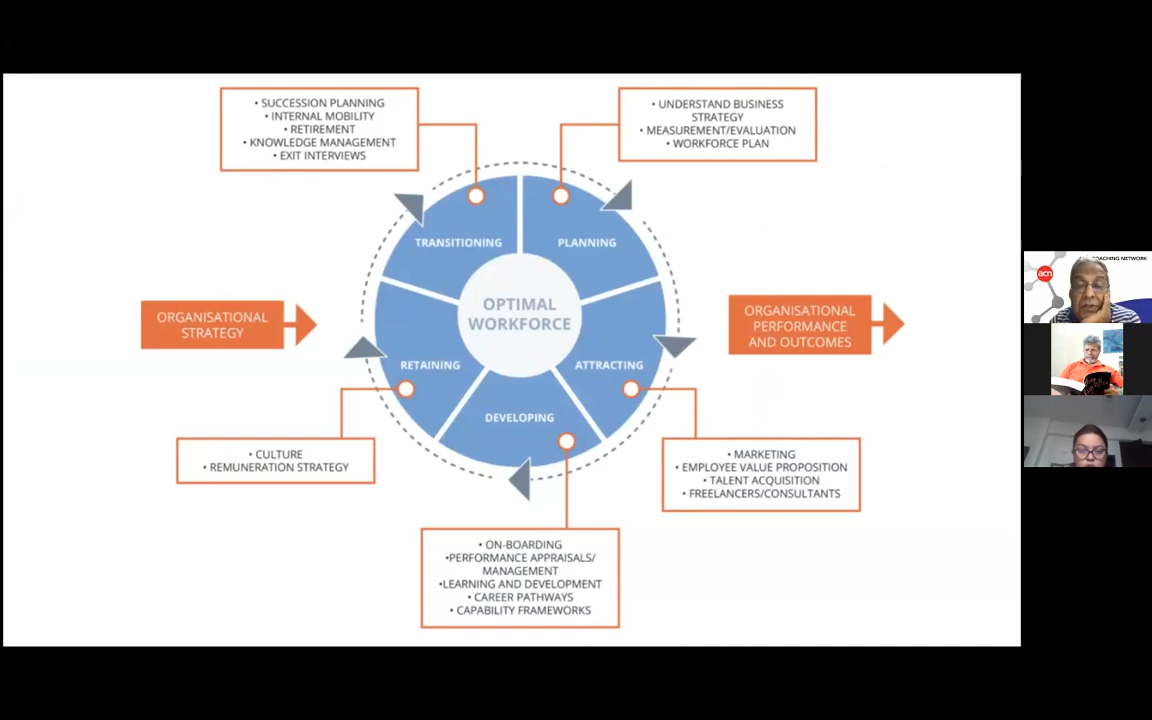 • SUCCESSION PLANNING
• INTERNAL MOBILITY
• RETIREMENT
• KNOWLEDGE MANAGEMENT
• EXIT INTERVIEWS
• UNDERSTAND BUSINESS
STRATEGY
• MEASUREMENT/EVALUATION
• WORKFORCE PLAN
TRANSITIONING
PLANNING
ORGANISATIONAL
STRATEGY
OPTIMAL
WORKFORCE
ORGANISATIONAL
PERFORMANCE
AND OUTCOMES
RETAINING
ATTRACTING
DEVELOPING
• CULTURE
• REMUNERATION STRATEGY
• MARKETING
• EMPLOYEE VALUE PROPOSITION
• TALENT ACQUISITION
• FREELANCERS/CONSULTANTS
• ON-BOARDING
•PERFORMANCE APPRAISALS/
MANAGEMENT
•LEARNING AND DEVELOPMENT
• CAREER PATHWAYS
• CAPABILITY FRAMEWORKS
acn
COACHING NETWORK